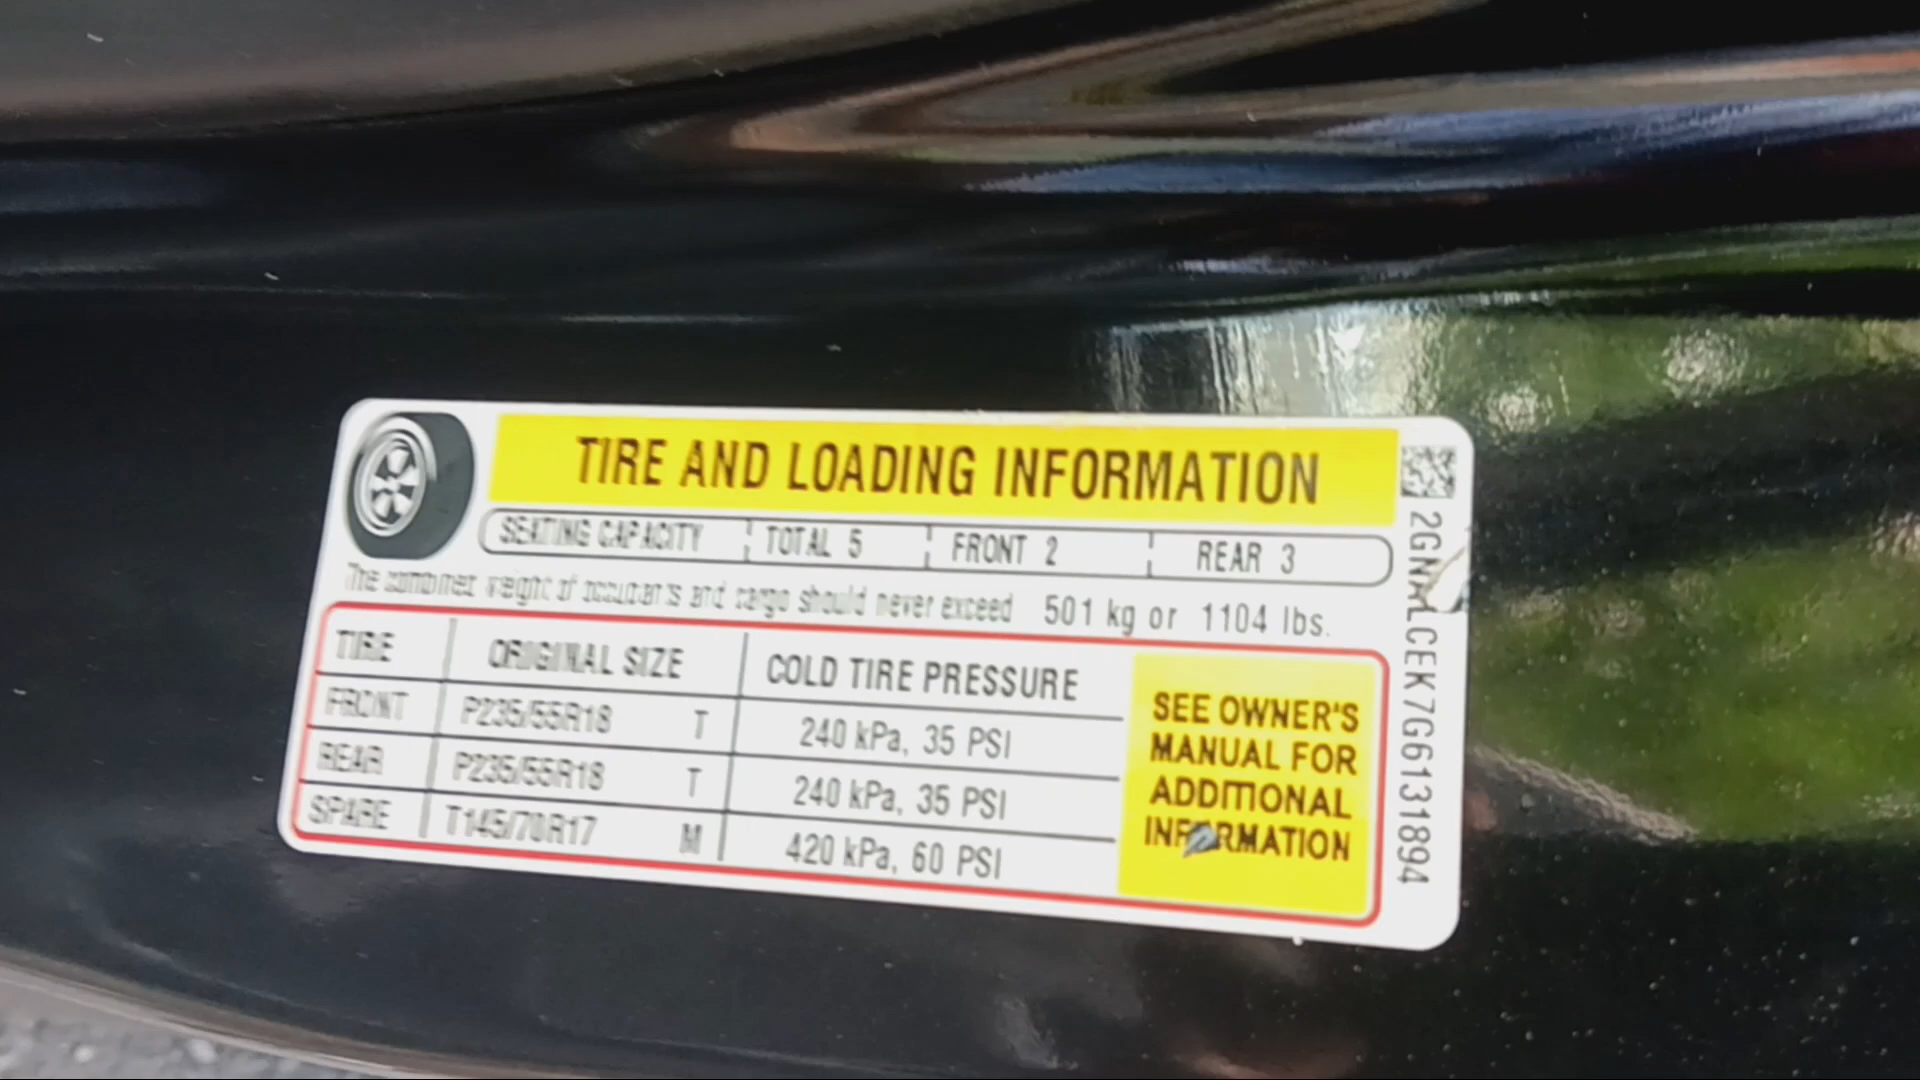 TIRE AND LOADING INFORMATION
SEATING CAPACITY TOTAL 5 FRONT 2 REAR 3
The combined weight of occupants and cargo should never exceed 501 kg or 1104 lbs.
TIRE ORIGINAL SIZE COLD TIRE PRESSURE
FRONT P235/55R18 T 240 kPa, 35 PSI
REAR P235/55R18 T 240 kPa, 35 PSI
SPARE T145/70R17 M 420 kPa, 60 PSI
SEE OWNER'S
MANUAL FOR
ADDITIONAL
INFORMATION
2GNALCEK7G6131894